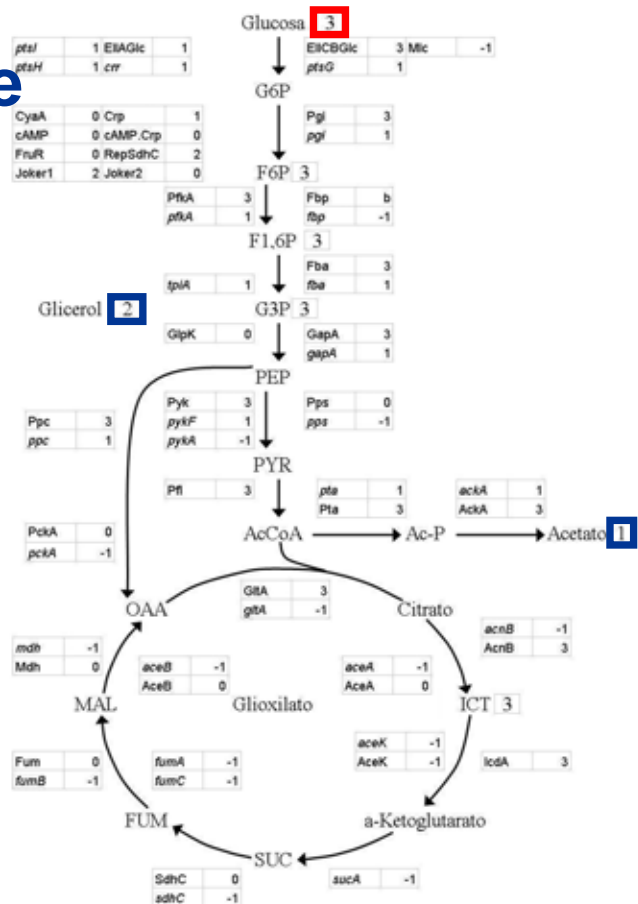 Glucosa 3
ptsI 1 EIIAGlc 1
ptsH 1 crr 1
EIICBGlc 3 Mlc -1
ptsG 1
e
G6P
CyaA 0 Crp 1
cAMP 0 cAMP.Crp 0
FruR 0 RepSdhC 2
Joker1 2 Joker2 0
Pgi 3
pgi 1
F6P 3
PfkA 3
pfkA 1
Fbp b
fbp -1
F1,6P 3
Fba 3
fba 1
tpiA 1
Glicerol 2
G3P 3
GlpK 0
GapA 3
gapA 1
PEP
Ppc 3
ppc 1
Pyk 3
pykF 1
pykA -1
Pps 0
pps -1
PYR
Pfl 3
pta 1
Pta 3
ackA 1
AckA 3
PckA 0
pckA -1
AcCoA Ac-P Acetato 1
GltA 3
gltA -1
OAA
Citrato
acnB -1
AcnB 3
mdh -1
Mdh 0
aceB -1
AceB 0
aceA -1
AceA 0
MAL
Glioxilato
ICT 3
aceK -1
AceK -1
IcdA 3
Fum 0
fumB -1
fumA -1
fumC -1
FUM
a-Ketoglutarato
SUC
SdhC 0
sdhC -1
sucA -1